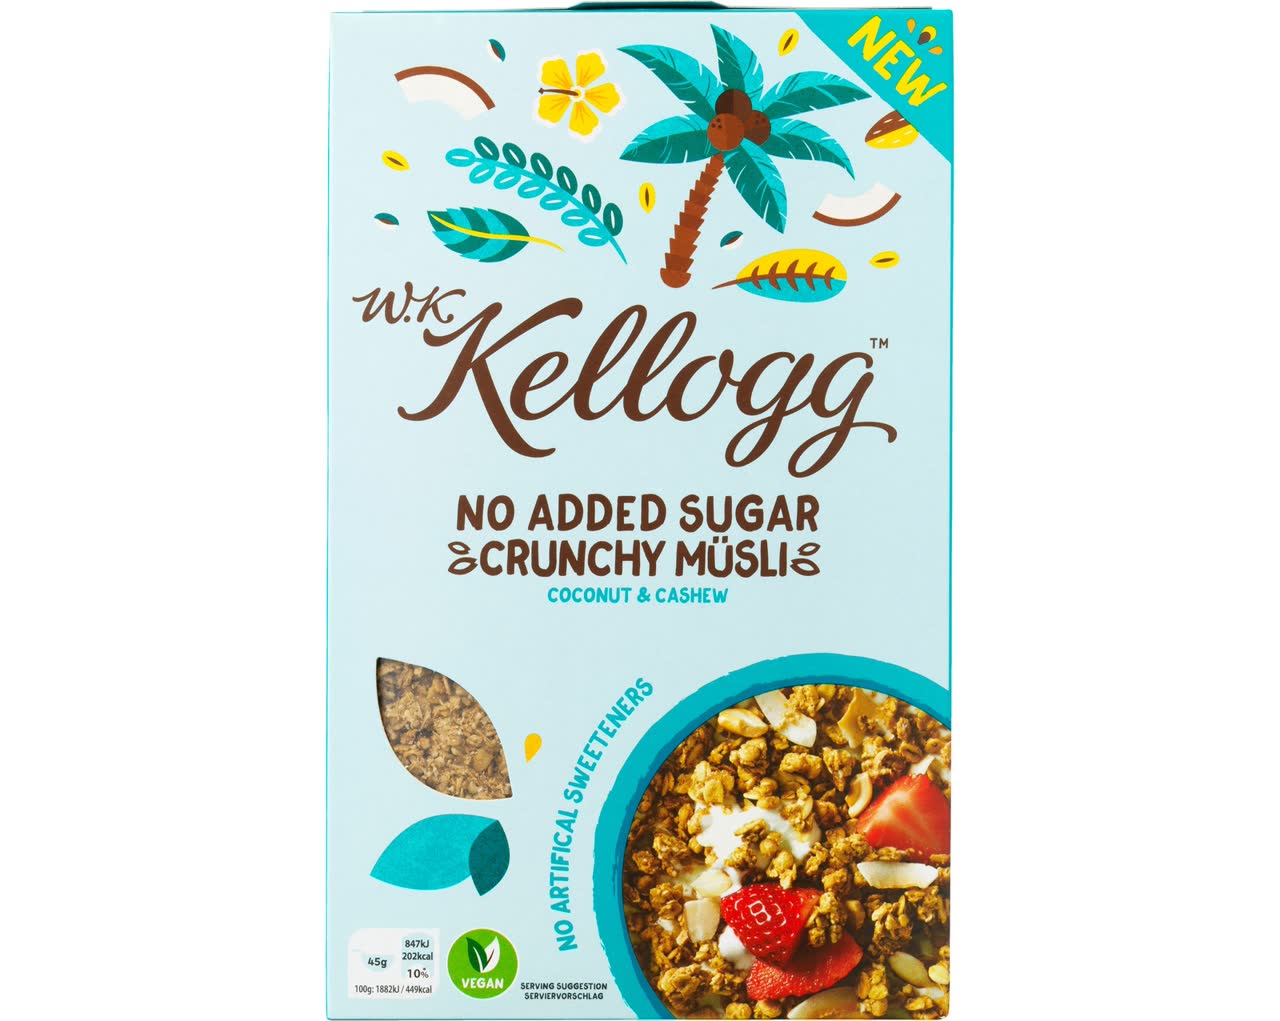 NEW
W.K
Kellogg™
NO ADDED SUGAR
CRUNCHY MÜSLI
COCONUT & CASHEW
NO ARTIFICAL SWEETENERS
45g
847kJ
202kcal
10%*
100g: 1882kJ / 449kcal
VEGAN
SERVING SUGGESTION
SERVIERVORSCHLAG